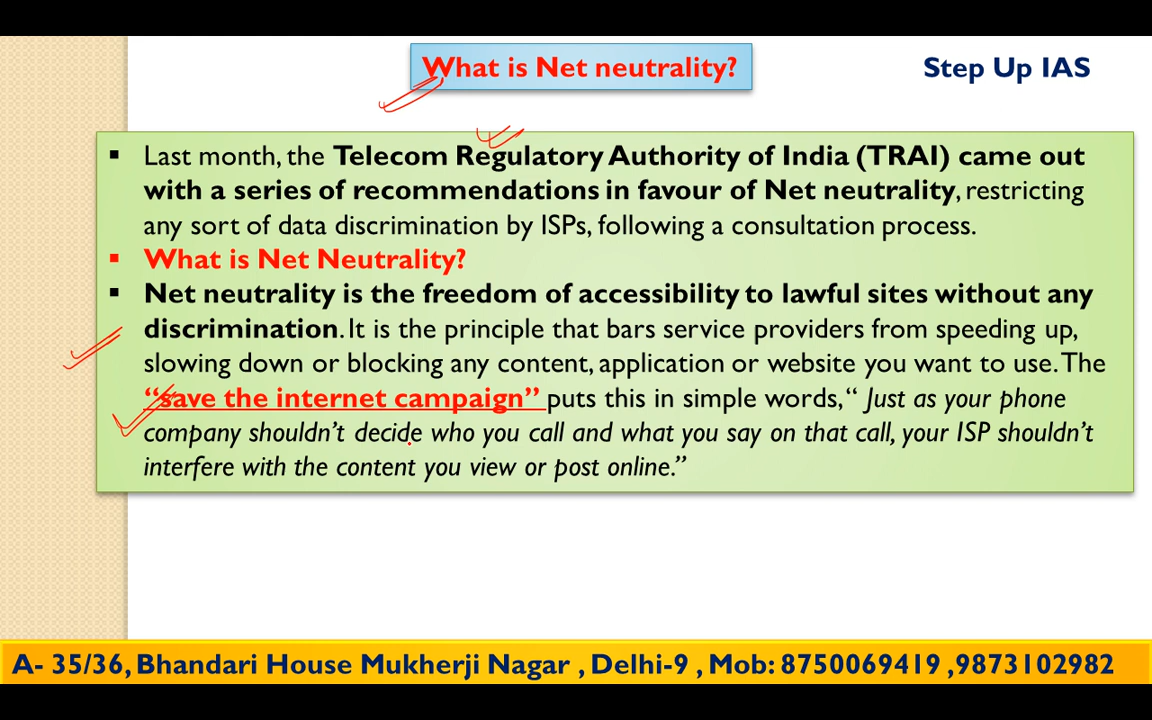 What is Net neutrality?
Step Up IAS
▪ Last month, the Telecom Regulatory Authority of India (TRAI) came out
with a series of recommendations in favour of Net neutrality, restricting
any sort of data discrimination by ISPs, following a consultation process.
▪ What is Net Neutrality?
▪ Net neutrality is the freedom of accessibility to lawful sites without any
discrimination. It is the principle that bars service providers from speeding up,
slowing down or blocking any content, application or website you want to use. The
“save the internet campaign” puts this in simple words, “ Just as your phone
company shouldn’t decide who you call and what you say on that call, your ISP shouldn’t
interfere with the content you view or post online.”
A- 35/36, Bhandari House Mukherji Nagar , Delhi-9 , Mob: 8750069419 ,9873102982